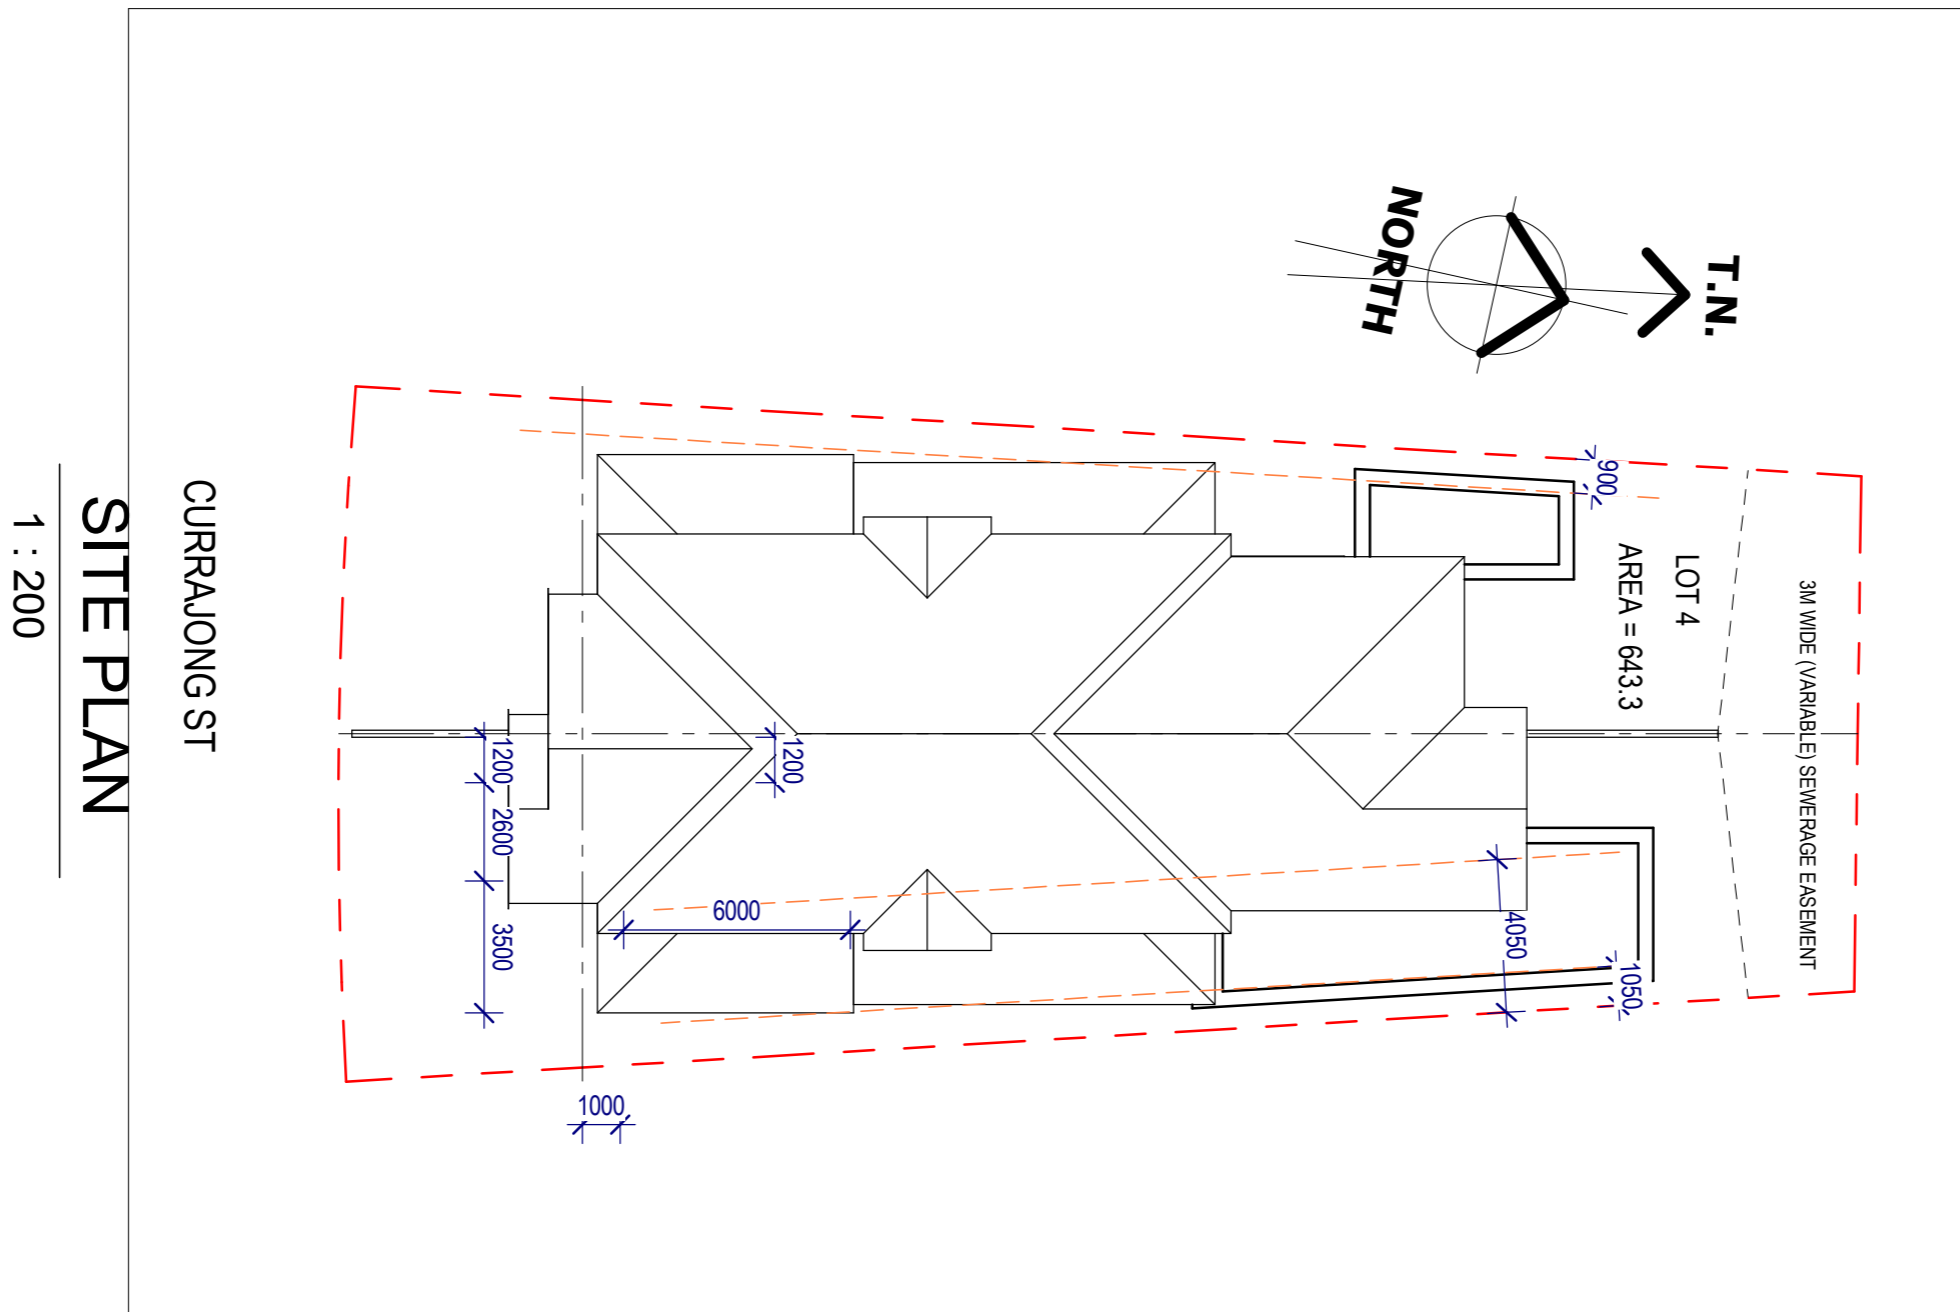 T.N.
NORTH
900
LOT 4
AREA = 643.3
3M WIDE (VARIABLE) SEWERAGE EASEMENT
CURRAJONG ST
1200
2600
3500
1200
6000
4050
1050
1000
SITE PLAN
1 : 200